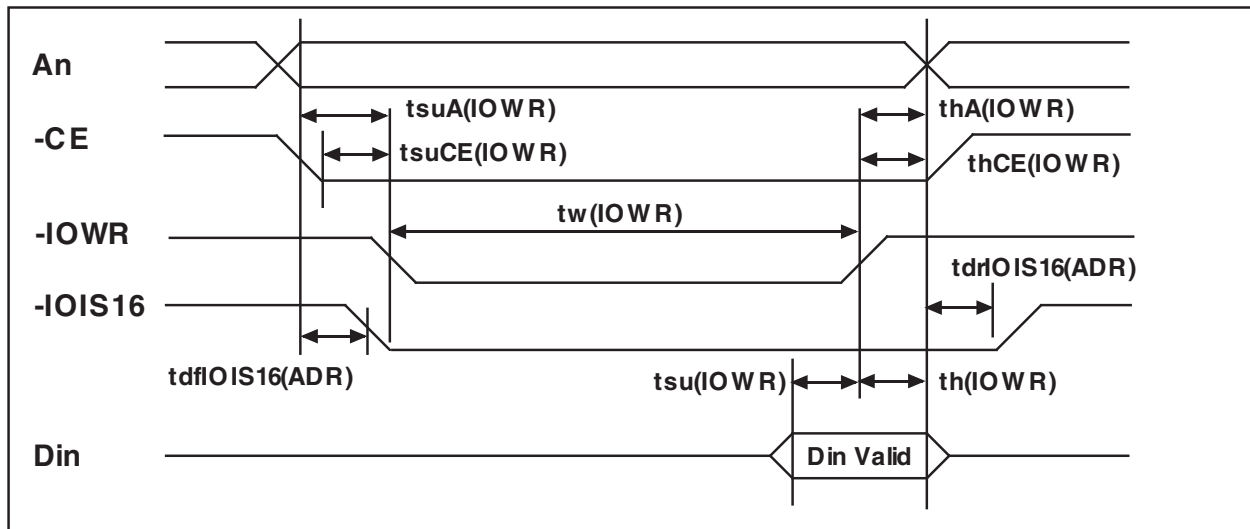 An
tsuA(IOWR)
thA(IOWR)
-CE
tsuCE(IOWR)
thCE(IOWR)
tw(IOWR)
-IOWR
tdrIOIS16(ADR)
-IOIS16
tdfIOIS16(ADR)
tsu(IOWR)
th(IOWR)
Din
Din Valid